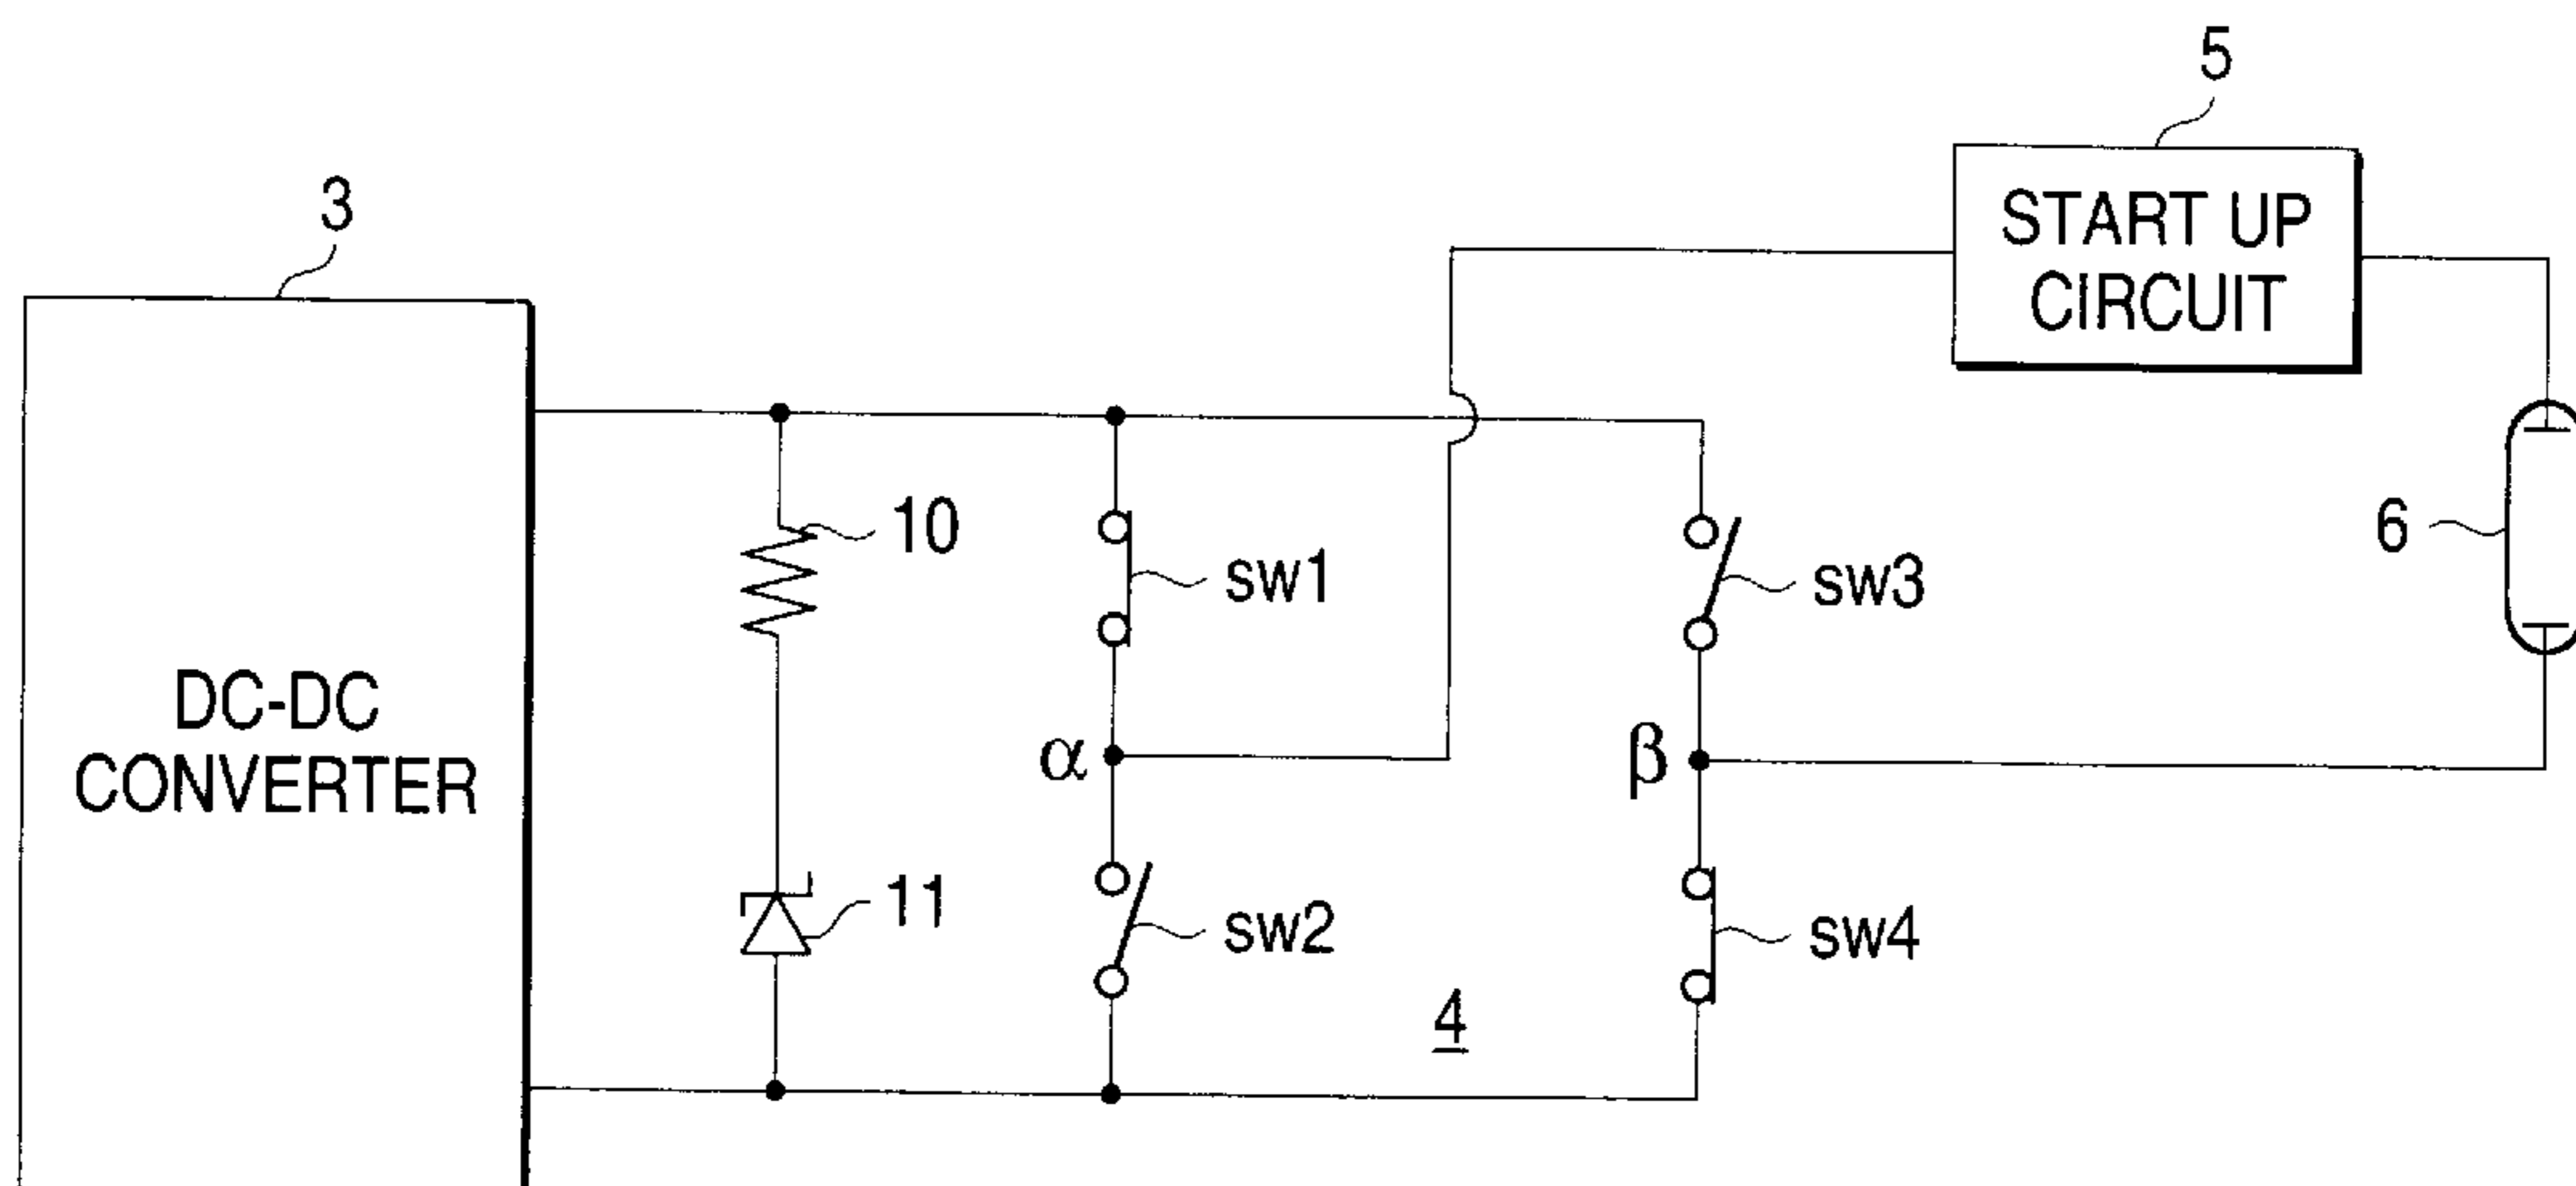 5
START UP
CIRCUIT
3
10
sw1
sw3
6
DC-DC
CONVERTER
α
β
11
sw2
sw4
4